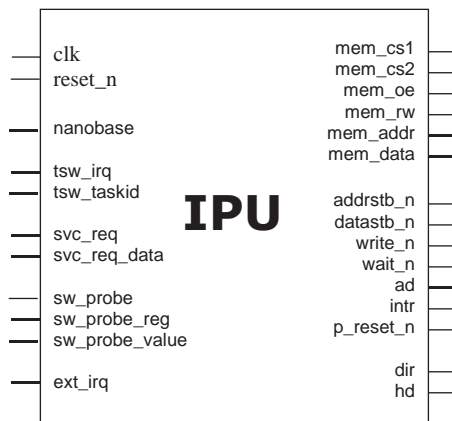 clk
reset_n
nanobase
tsw_irq
tsw_taskid
svc_req
svc_req_data
sw_probe
sw_probe_reg
sw_probe_value
ext_irq
IPU
mem_cs1
mem_cs2
mem_oe
mem_rw
mem_addr
mem_data
addrstb_n
datastb_n
write_n
wait_n
ad
intr
p_reset_n
dir
hd